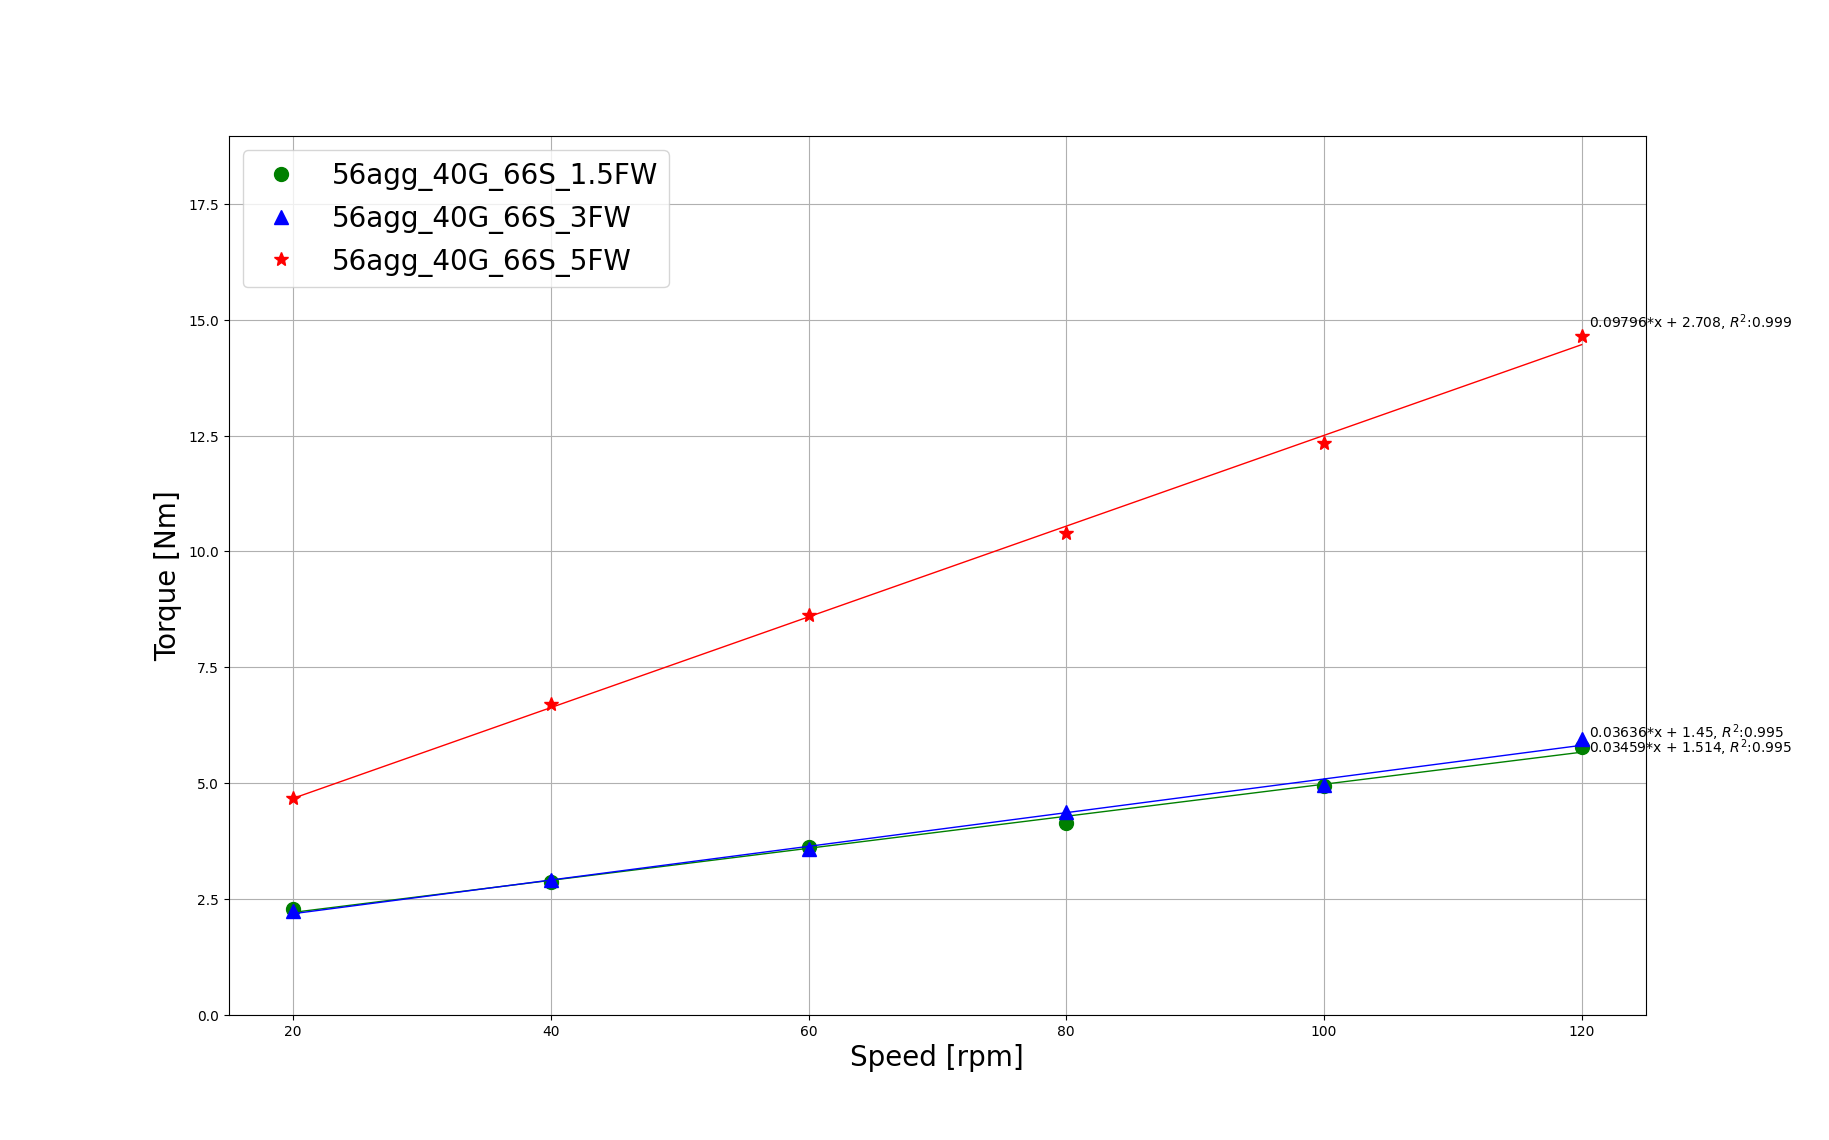 56agg_40G_66S_1.5FW
56agg_40G_66S_3FW
56agg_40G_66S_5FW
17.5
15.0
12.5
10.0
7.5
5.0
2.5
0.0
Torque [Nm]
0.09796*x + 2.708, R²:0.999
0.03636*x + 1.45, R²:0.995
0.03459*x + 1.514, R²:0.995
20 40 60 80 100 120
Speed [rpm]